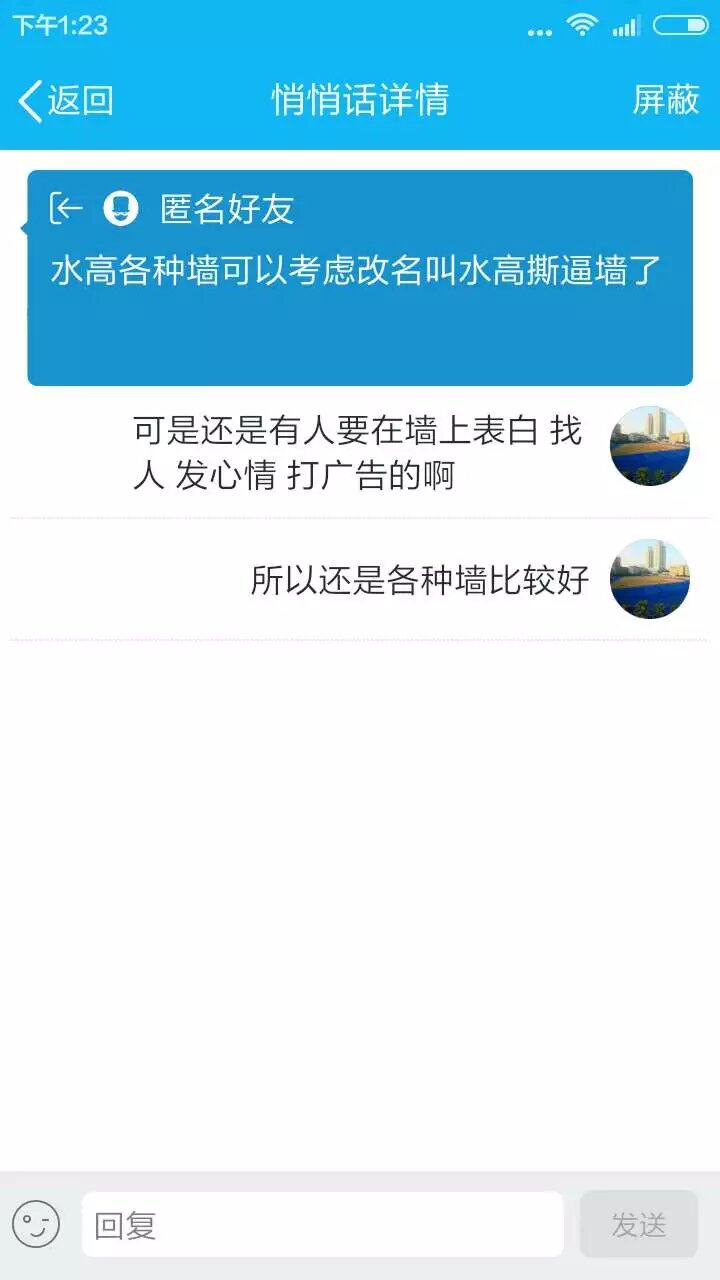 下午1:23
返回
悄悄话详情
屏蔽
匿名好友
水高各种墙可以考虑改名叫水高撕逼墙了
可是还是有人要在墙上表白 找
人 发心情 打广告的啊
所以还是各种墙比较好
回复
发送